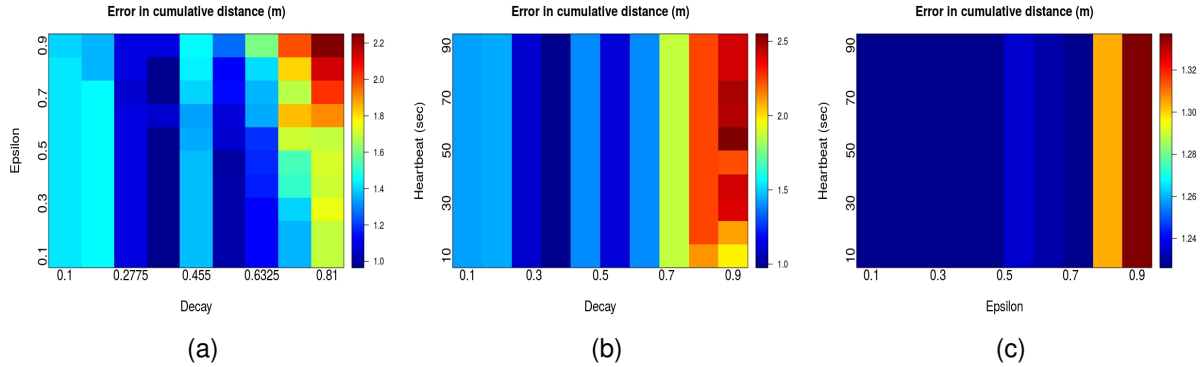 Error in cumulative distance (m)
Epsilon
0.9
0.7
0.5
0.3
0.1
0.1 0.2775 0.455 0.6325 0.81
Decay
2.2
2.0
1.8
1.6
1.4
1.2
1.0
(a)
Error in cumulative distance (m)
Heartbeat (sec)
90
70
50
30
10
0.1 0.3 0.5 0.7 0.9
Decay
2.5
2.0
1.5
1.0
(b)
Error in cumulative distance (m)
Heartbeat (sec)
90
70
50
30
10
0.1 0.3 0.5 0.7 0.9
Epsilon
1.32
1.30
1.28
1.26
1.24
(c)